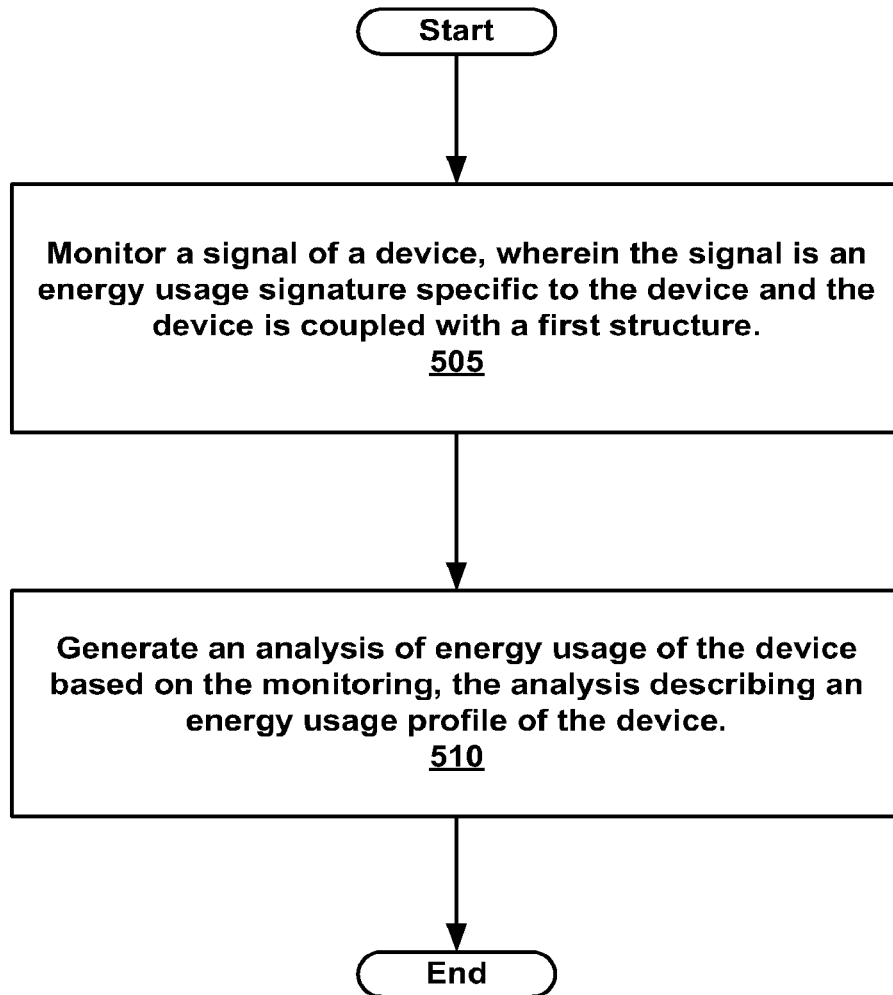 Start
Monitor a signal of a device, wherein the signal is an
energy usage signature specific to the device and the
device is coupled with a first structure.
505
Generate an analysis of energy usage of the device
based on the monitoring, the analysis describing an
energy usage profile of the device.
510
End